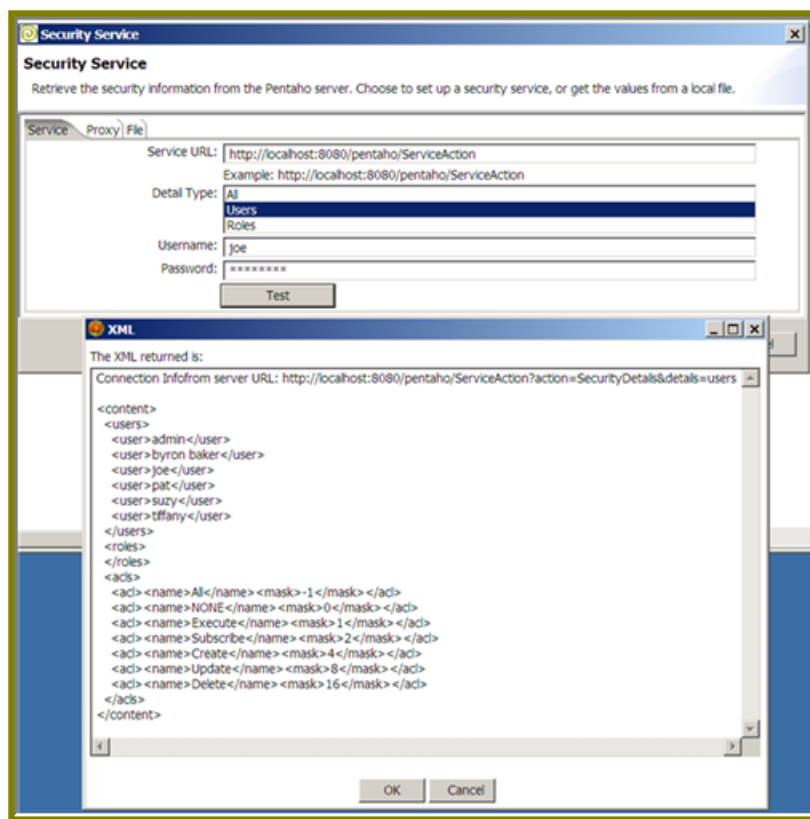 Security Service
Security Service
Retrieve the security information from the Pentaho server. Choose to set up a security service, or get the values from a local file.
Service Proxy File
Service URL: http://localhost:8080/pentaho/ServiceAction
Example: http://localhost:8080/pentaho/ServiceAction
Detail Type: All
Users
Roles
Username: joe
Password: ********
Test
XML
The XML returned is:
Connection Infofrom server URL: http://localhost:8080/pentaho/ServiceAction?action=SecurityDetails&details=users
<content>
<users>
<user>admin</user>
<user>byron baker</user>
<user>joe</user>
<user>pat</user>
<user>suzy</user>
<user>tiffany</user>
</users>
<roles>
</roles>
<acls>
<acl><name>All</name><mask>-1</mask></acl>
<acl><name>NONE</name><mask>0</mask></acl>
<acl><name>Execute</name><mask>1</mask></acl>
<acl><name>Subscribe</name><mask>2</mask></acl>
<acl><name>Create</name><mask>4</mask></acl>
<acl><name>Update</name><mask>8</mask></acl>
<acl><name>Delete</name><mask>16</mask></acl>
</acls>
</content>
OK Cancel